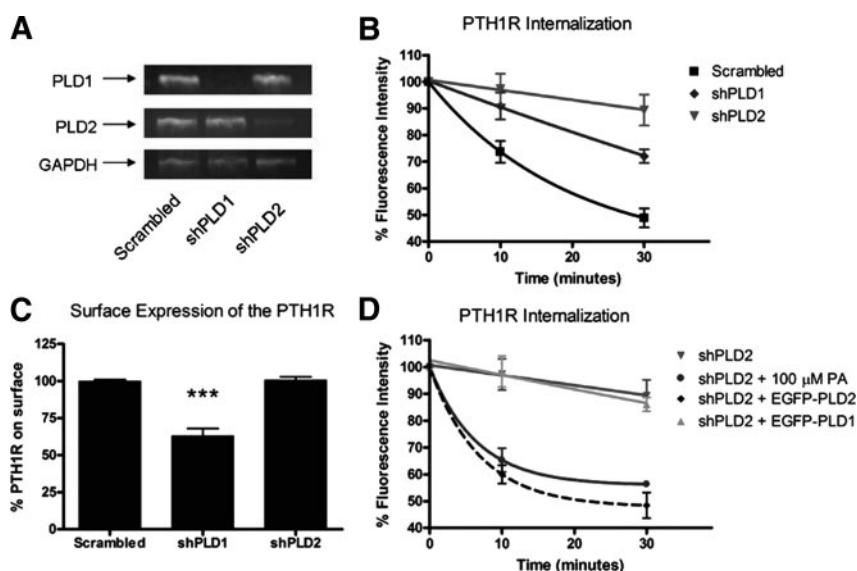 A
PLD1
PLD2
GAPDH
Scrambled
shPLD1
shPLD2
B
PTH1R Internalization
% Fluorescence Intensity
110
100
90
80
70
60
50
40
0
10
20
30
Time (minutes)
Scrambled
shPLD1
shPLD2
C
Surface Expression of the PTH1R
% PTH1R on surface
125
100
75
50
25
0
***
Scrambled
shPLD1
shPLD2
D
PTH1R Internalization
% Fluorescence Intensity
110
100
90
80
70
60
50
40
0
10
20
30
Time (minutes)
shPLD2
shPLD2 + 100 µM PA
shPLD2 + EGFP-PLD2
shPLD2 + EGFP-PLD1